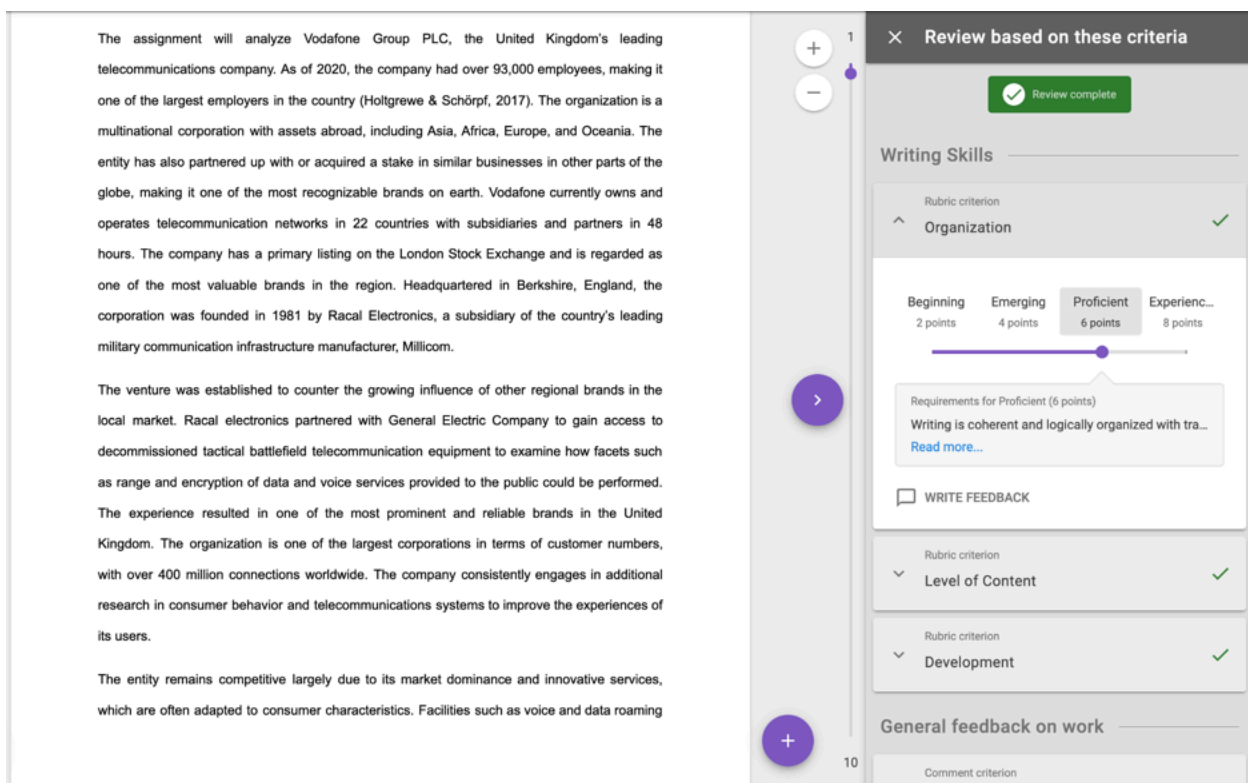 The assignment will analyze Vodafone Group PLC, the United Kingdom's leading
telecommunications company. As of 2020, the company had over 93,000 employees, making it
one of the largest employers in the country (Holtgrewe & Schörpf, 2017). The organization is a
multinational corporation with assets abroad, including Asia, Africa, Europe, and Oceania. The
entity has also partnered up with or acquired a stake in similar businesses in other parts of the
globe, making it one of the most recognizable brands on earth. Vodafone currently owns and
operates telecommunication networks in 22 countries with subsidiaries and partners in 48
hours. The company has a primary listing on the London Stock Exchange and is regarded as
one of the most valuable brands in the region. Headquartered in Berkshire, England, the
corporation was founded in 1981 by Racal Electronics, a subsidiary of the country's leading
military communication infrastructure manufacturer, Millicom.
The venture was established to counter the growing influence of other regional brands in the
local market. Racal electronics partnered with General Electric Company to gain access to
decommissioned tactical battlefield telecommunication equipment to examine how facets such
as range and encryption of data and voice services provided to the public could be performed.
The experience resulted in one of the most prominent and reliable brands in the United
Kingdom. The organization is one of the largest corporations in terms of customer numbers,
with over 400 million connections worldwide. The company consistently engages in additional
research in consumer behavior and telecommunications systems to improve the experiences of
its users.
The entity remains competitive largely due to its market dominance and innovative services,
which are often adapted to consumer characteristics. Facilities such as voice and data roaming
1
10
Review based on these criteria
Review complete
Writing Skills
Rubric criterion
Organization
Beginning Emerging Proficient Experienc...
2 points 4 points 6 points 8 points
Requirements for Proficient (6 points)
Writing is coherent and logically organized with tra...
Read more...
WRITE FEEDBACK
Rubric criterion
Level of Content
Rubric criterion
Development
General feedback on work
Comment criterion